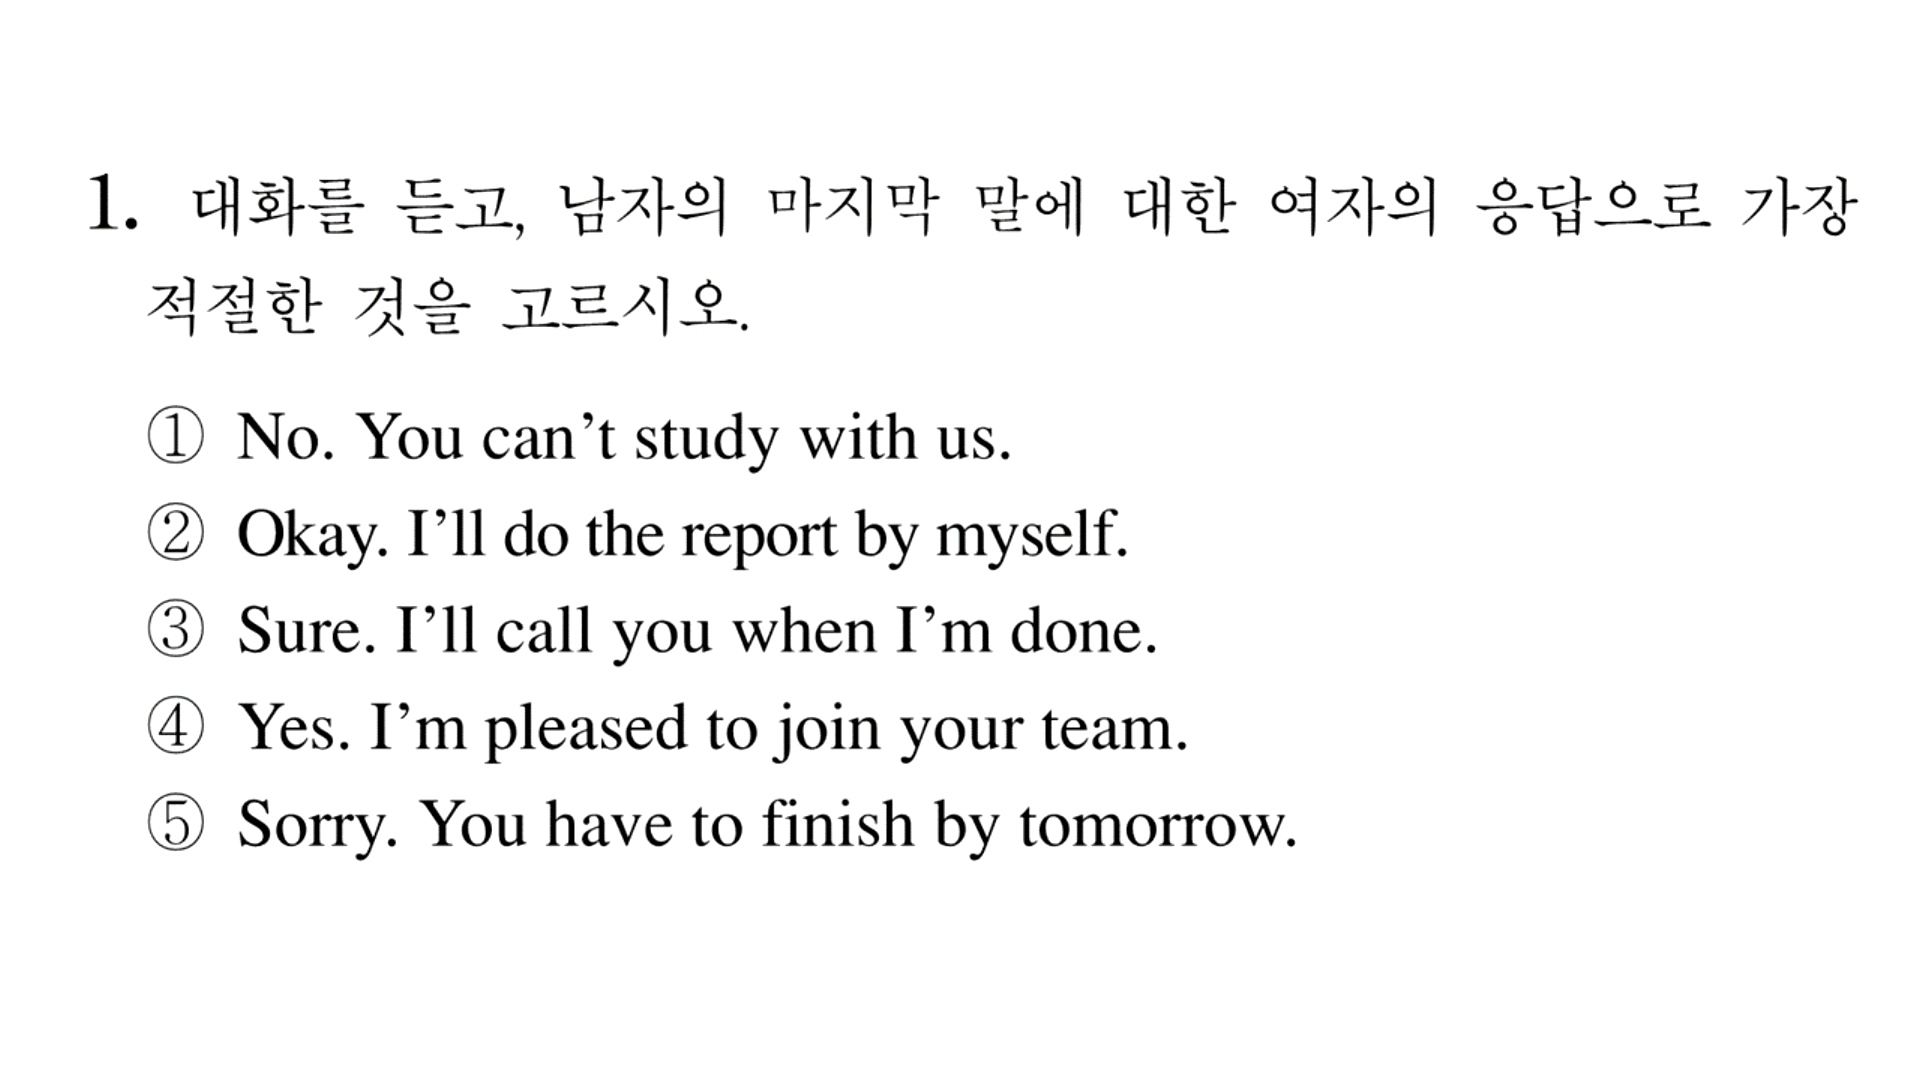 1. 대화를 듣고, 남자의 마지막 말에 대한 여자의 응답으로 가장
적절한 것을 고르시오.
① No. You can’t study with us.
② Okay. I’ll do the report by myself.
③ Sure. I’ll call you when I’m done.
④ Yes. I’m pleased to join your team.
⑤ Sorry. You have to finish by tomorrow.